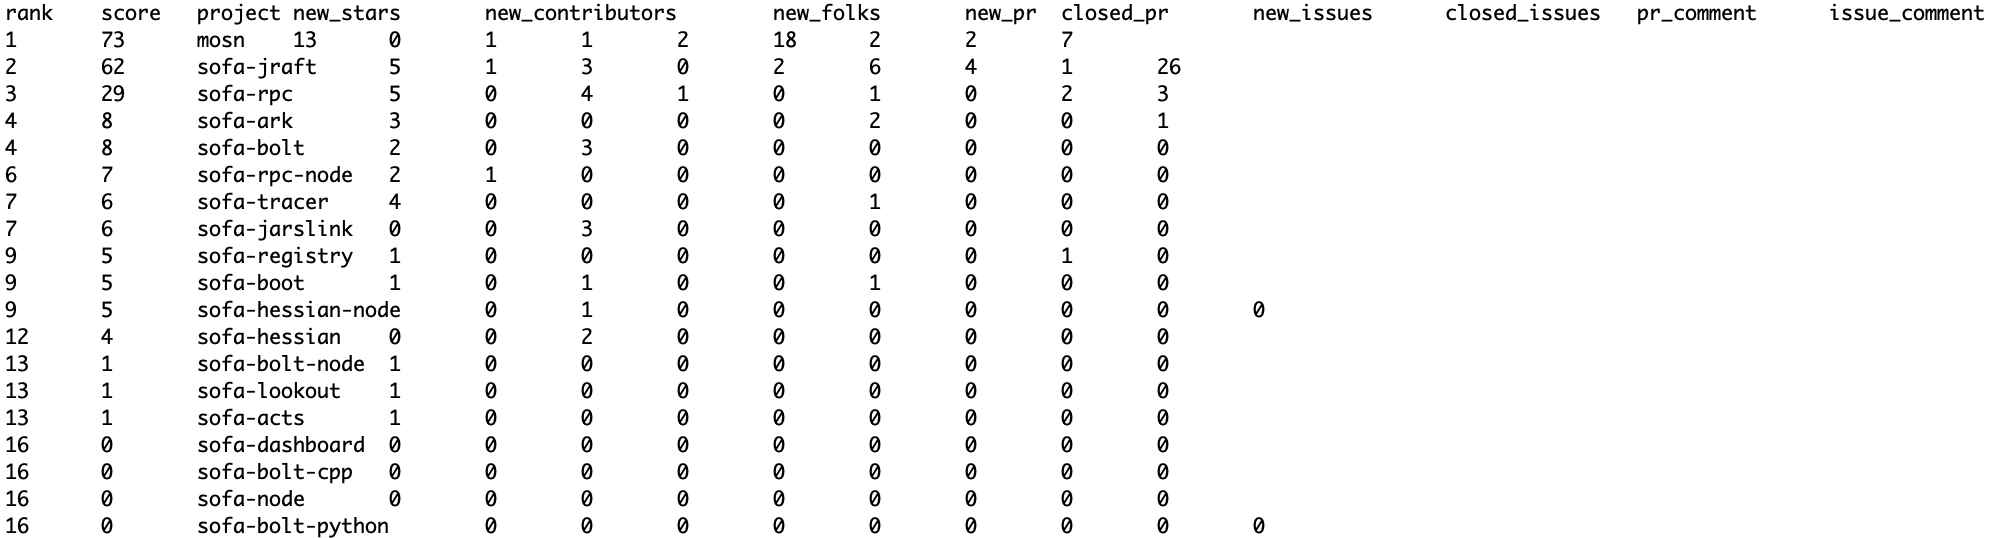 rank score project new_stars new_contributors new_folks new_pr closed_pr new_issues closed_issues pr_comment issue_comment
1 73 mosn 13 0 1 1 2 18 2 2 7
2 62 sofa-jraft 5 1 3 0 2 6 4 1 26
3 29 sofa-rpc 5 0 4 1 0 1 0 2 3
4 8 sofa-ark 3 0 0 0 0 2 0 0 1
4 8 sofa-bolt 2 0 3 0 0 0 0 0 0
6 7 sofa-rpc-node 2 1 0 0 0 0 0 0 0
7 6 sofa-tracer 4 0 0 0 0 1 0 0 0
7 6 sofa-jarslink 0 0 3 0 0 0 0 0 0
9 5 sofa-registry 1 0 0 0 0 0 0 1 0
9 5 sofa-boot 1 0 1 0 0 1 0 0 0
9 5 sofa-hessian-node 0 1 0 0 0 0 0 0 0
12 4 sofa-hessian 0 0 2 0 0 0 0 0 0
13 1 sofa-bolt-node 1 0 0 0 0 0 0 0 0
13 1 sofa-lookout 1 0 0 0 0 0 0 0 0
13 1 sofa-acts 1 0 0 0 0 0 0 0 0
16 0 sofa-dashboard 0 0 0 0 0 0 0 0 0
16 0 sofa-bolt-cpp 0 0 0 0 0 0 0 0 0
16 0 sofa-node 0 0 0 0 0 0 0 0 0
16 0 sofa-bolt-python 0 0 0 0 0 0 0 0 0